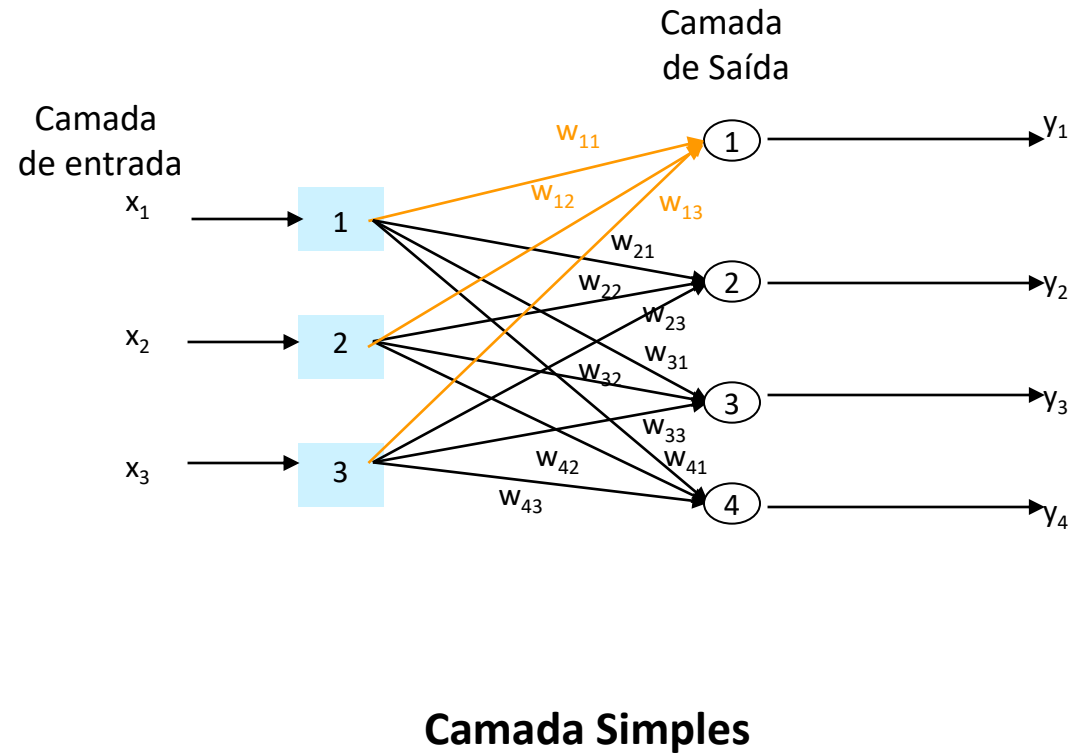 Camada
de Saída
Camada
de entrada
w₁₁
1
y₁
x₁
1
w₁₂
w₁₃
w₂₁
w₂₂
2
y₂
x₂
2
w₂₃
w₃₁
w₃₂
3
y₃
w₃₃
x₃
3
w₄₂
w₄₁
w₄₃
4
y₄
Camada Simples